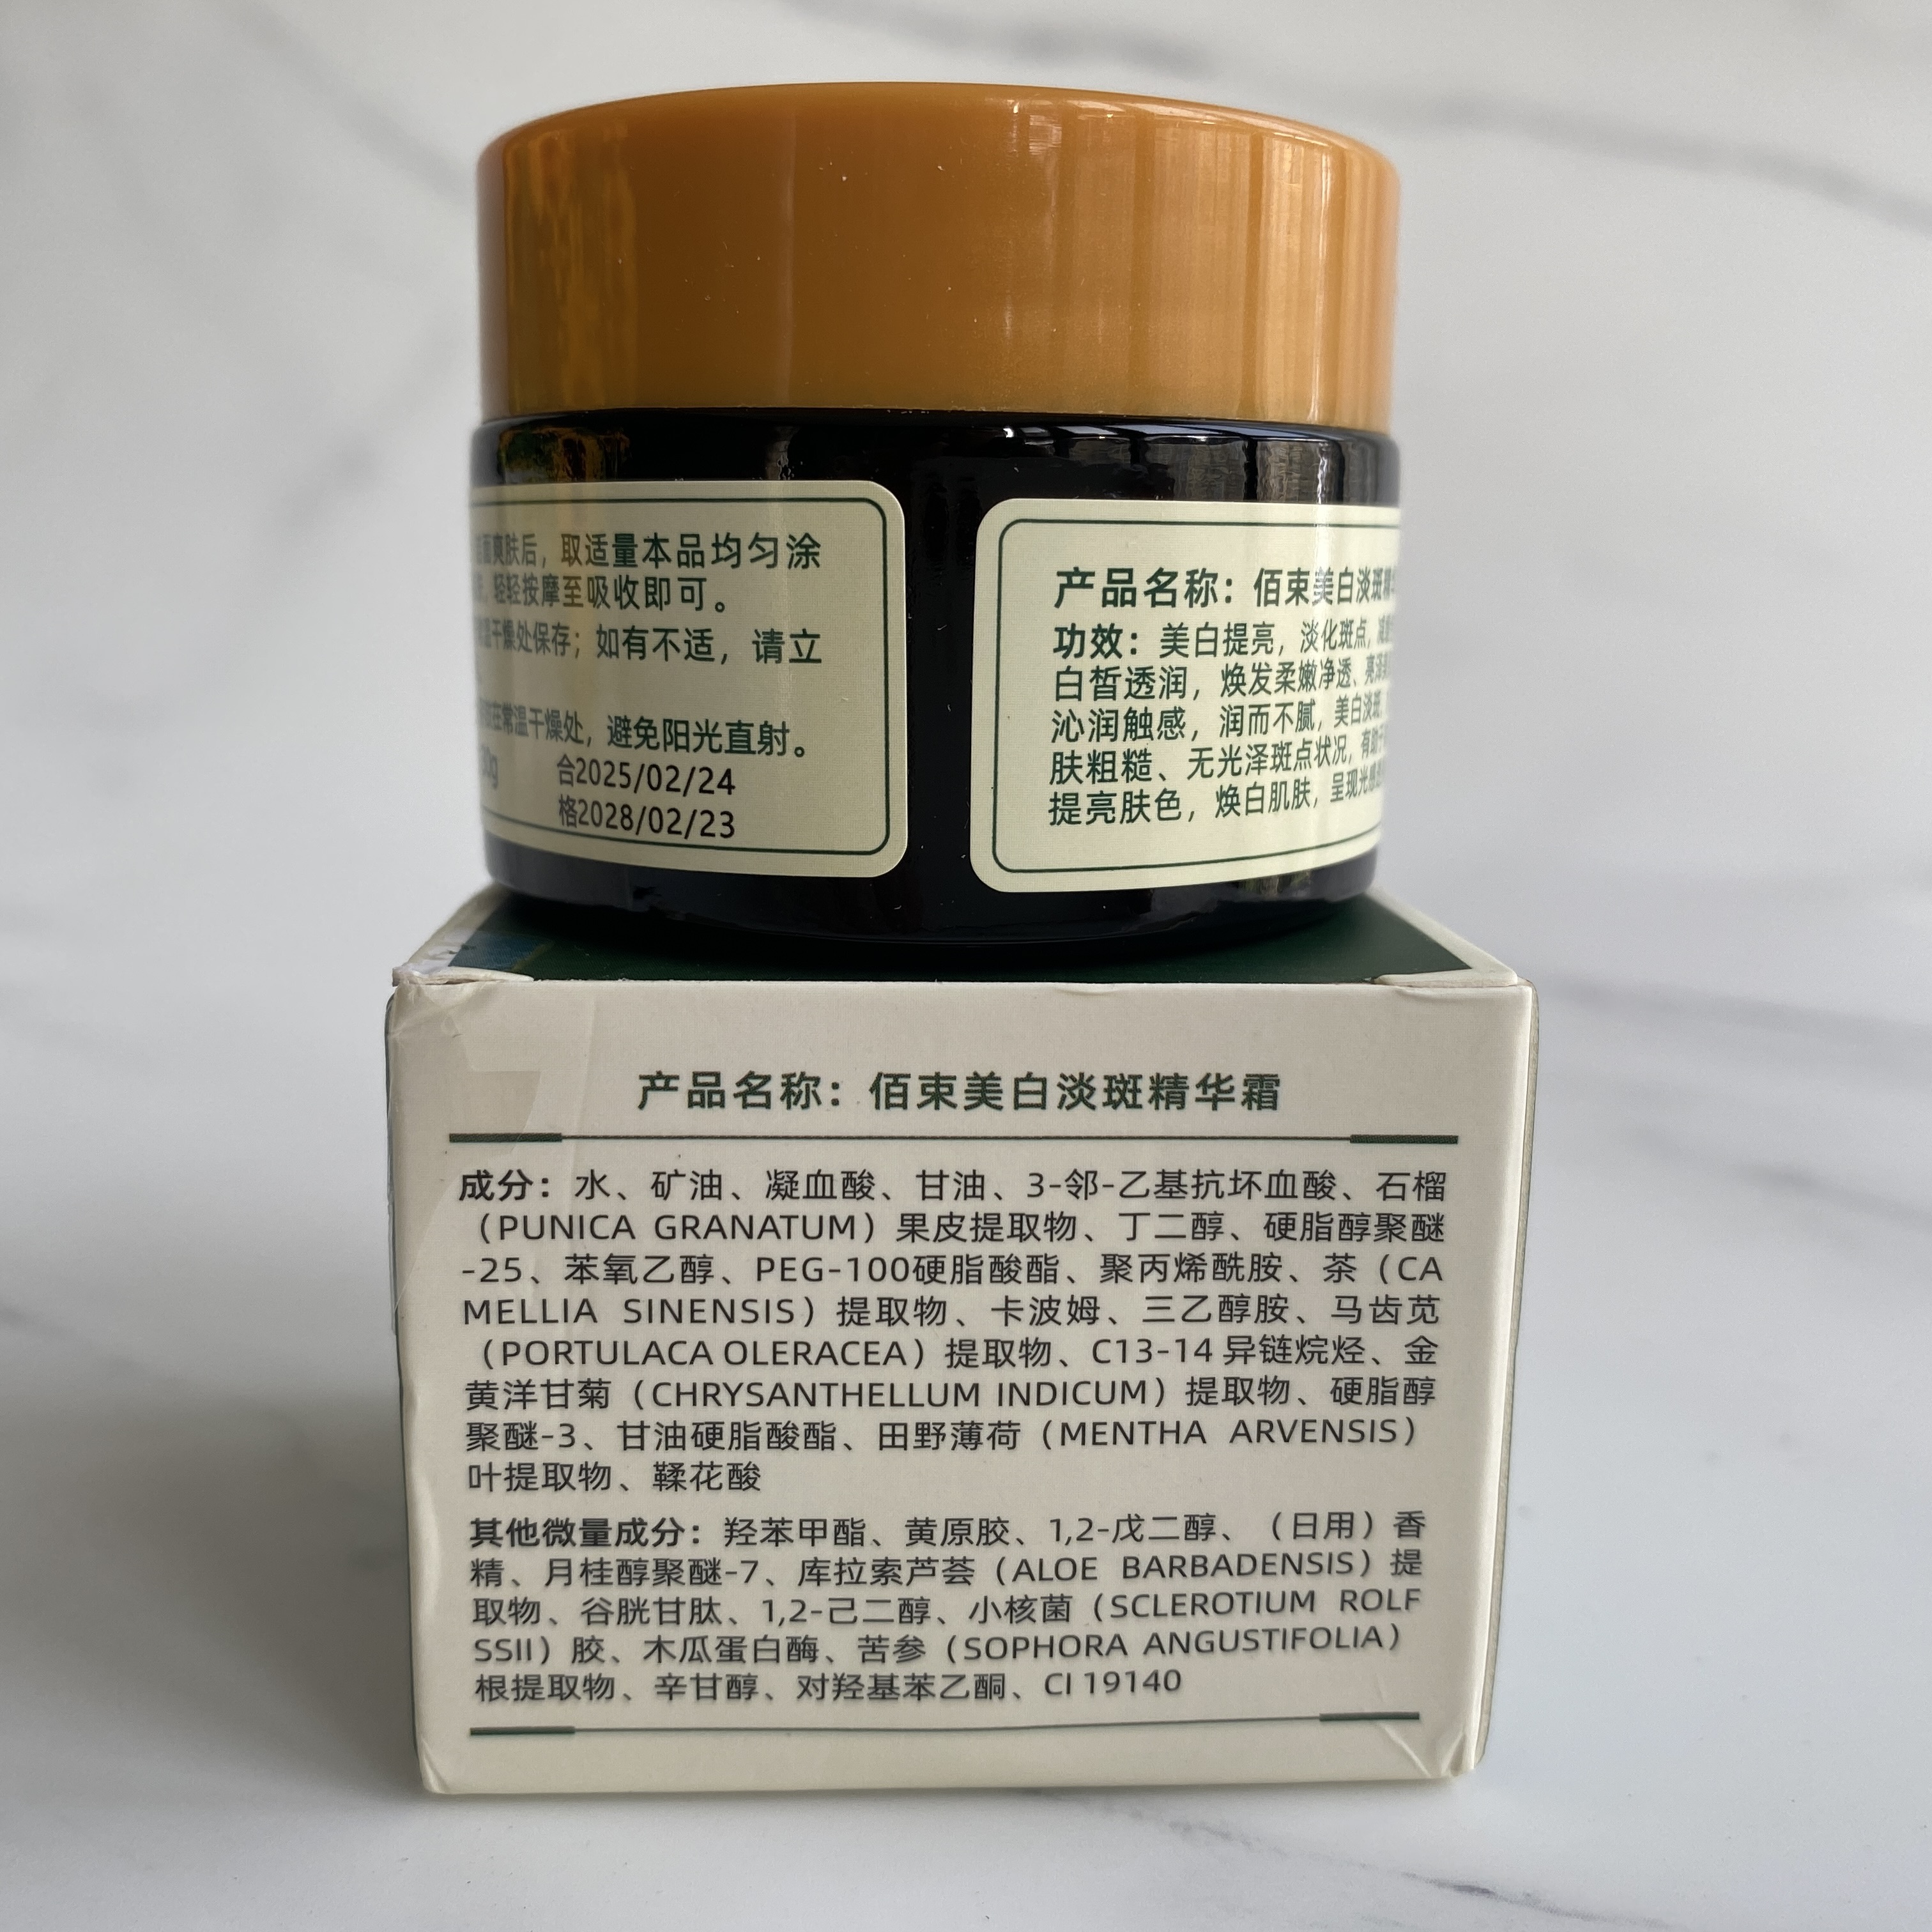 爽肤后，取适量本品均匀涂
轻轻按摩至吸收即可。
干燥处保存；如有不适，请立
在常温干燥处，避免阳光直射。
30g
合2025/02/24
格2028/02/23
产品名称：佰束美白淡斑精华
功效：美白提亮，淡化斑点，
白皙透润，焕发柔嫩净透、亮泽
沁润触感，润而不腻，美白淡斑，
肤粗糙、无光泽斑点状况，有助于
提亮肤色，焕白肌肤，呈现光感
产品名称：佰束美白淡斑精华霜
成分：水、矿油、凝血酸、甘油、3-邻-乙基抗坏血酸、石榴
（PUNICA GRANATUM）果皮提取物、丁二醇、硬脂醇聚醚
-25、苯氧乙醇、PEG-100硬脂酸酯、聚丙烯酰胺、茶（CA
MELLIA SINENSIS）提取物、卡波姆、三乙醇胺、马齿苋
（PORTULACA OLERACEA）提取物、C13-14 异链烷烃、金
黄洋甘菊（CHRYSANTHELLUM INDICUM）提取物、硬脂醇
聚醚-3、甘油硬脂酸酯、田野薄荷（MENTHA ARVENSIS）
叶提取物、鞣花酸
其他微量成分：羟苯甲酯、黄原胶、1,2-戊二醇、（日用）香
精、月桂醇聚醚-7、库拉索芦荟（ALOE BARBADENSIS）提
取物、谷胱甘肽、1,2-己二醇、小核菌（SCLEROTIUM ROLF
SSII）胶、木瓜蛋白酶、苦参（SOPHORA ANGUSTIFOLIA）
根提取物、辛甘醇、对羟基苯乙酮、CI 19140